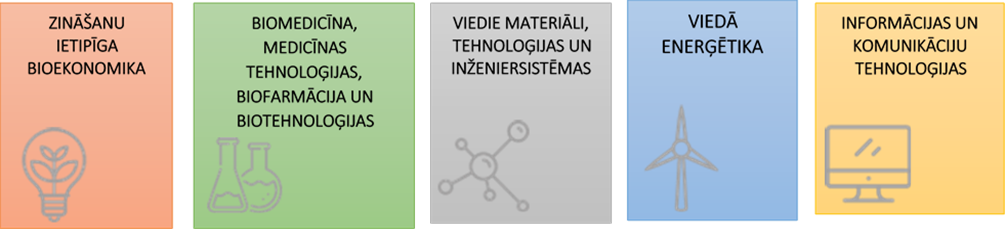 ZINĀŠANU
IETIPĪGA
BIOEKONOMIKA
BIOMEDICĪNA,
MEDICĪNAS
TEHNOLOĢIJAS,
BIOFARMĀCIJA UN
BIOTEHNOLOĢIJAS
VIEDIE MATERIĀLI,
TEHNOLOĢIJAS UN
INŽENIERSISTĒMAS
VIEDĀ
ENERĢĒTIKA
INFORMĀCIJAS UN
KOMUNIKĀCIJU
TEHNOLOĢIJAS